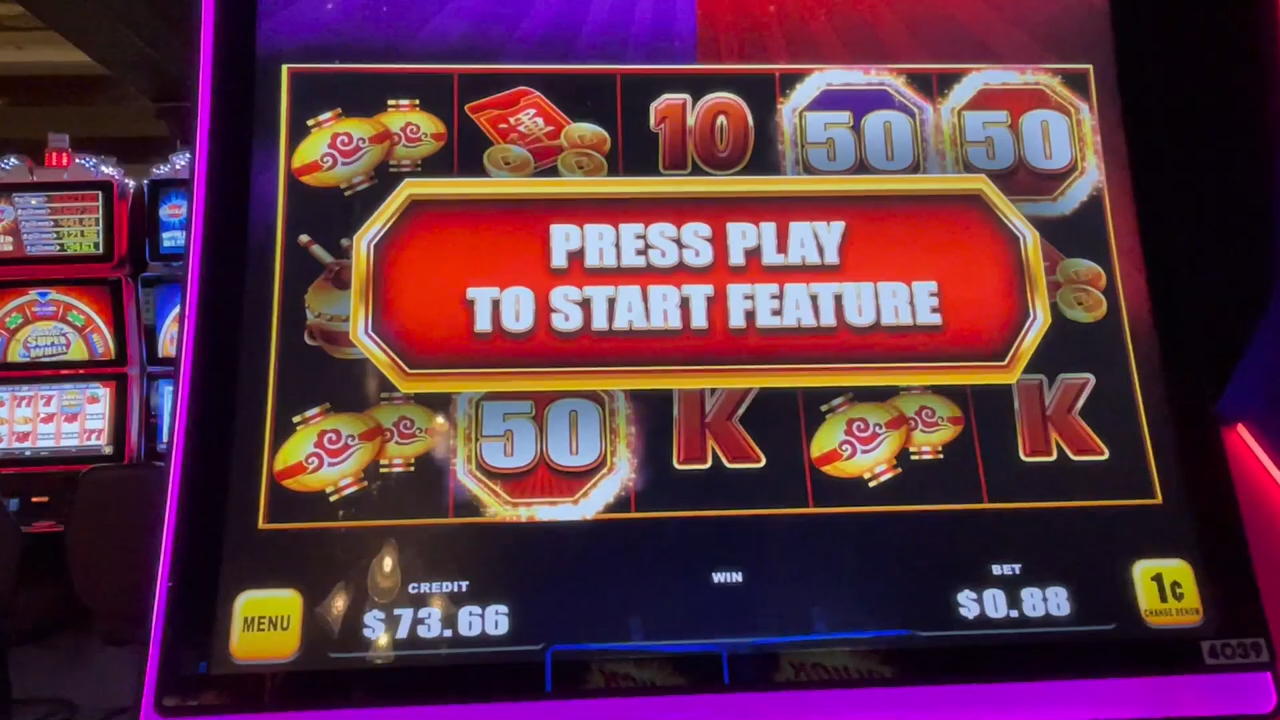 10
50
50
PRESS PLAY
TO START FEATURE
50
K
K
CREDIT
WIN
BET
MENU
$73.66
$0.88
1¢
CHANGE DENOM
4039
SUPER
WHEEL